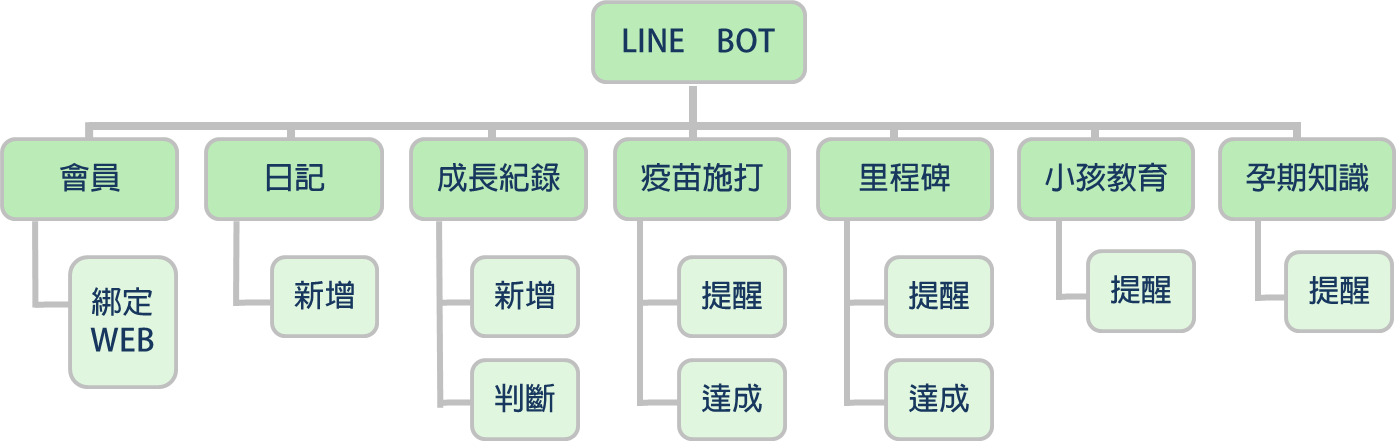 LINE BOT
會員
日記
成長紀錄
疫苗施打
里程碑
小孩教育
孕期知識
綁定
WEB
新增
新增
提醒
提醒
提醒
提醒
判斷
達成
達成